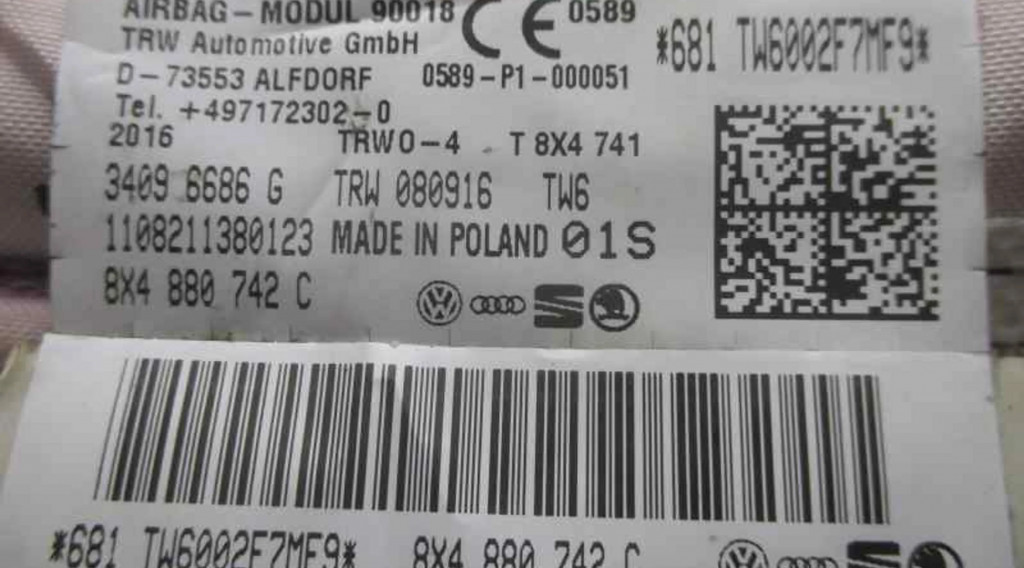 AIRBAG-MODUL 90018 CE 0589
TRW Automotive GmbH
*681 TW6002F7MF9*
D-73553 ALFDORF 0589-P1-000051
Tel. +497172302-0
2016 TRWO-4 - T 8X4 741
3409 6686 G TRW 080916 TW6
1108211380123 MADE IN POLAND 01S
8X4 880 742 C
*681 TW6002F7MF9* 8X4 880 742 C